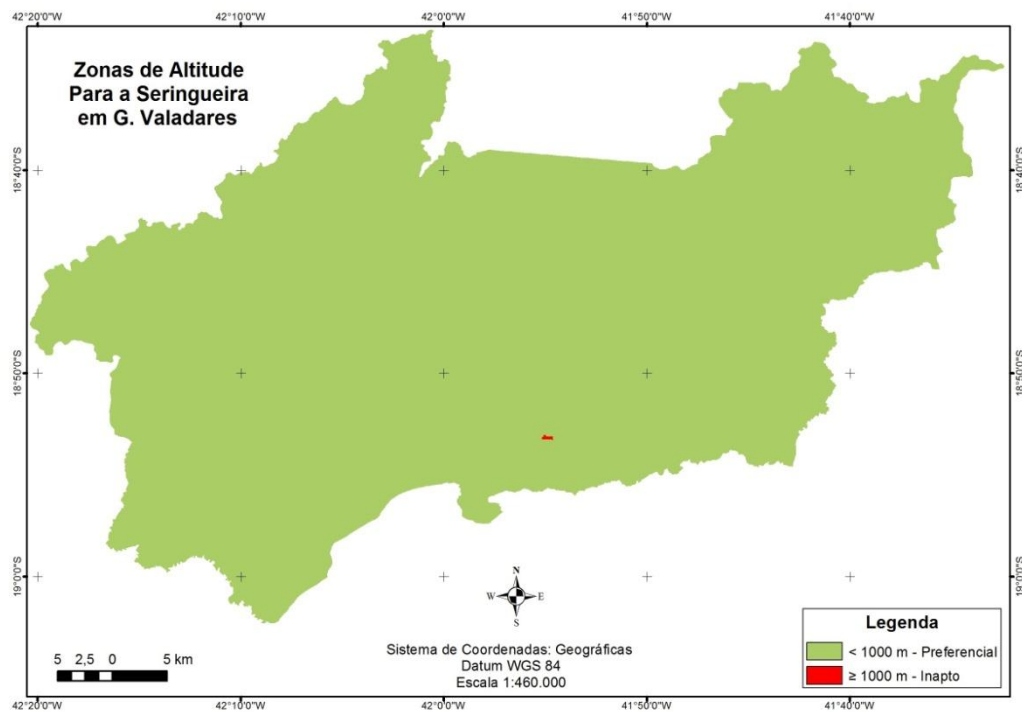 42°20'0"W 42°10'0"W 42°0'0"W 41°50'0"W 41°40'0"W
Zonas de Altitude
Para a Seringueira
em G. Valadares
18°40'0"S 18°40'0"S
18°50'0"S 18°50'0"S
19°0'0"S 19°0'0"S
N
W E
S
Sistema de Coordenadas: Geográficas
Datum WGS 84
Escala 1:460.000
5 2,5 0 5 km
Legenda
< 1000 m - Preferencial
≥ 1000 m - Inapto
42°20'0"W 42°10'0"W 42°0'0"W 41°50'0"W 41°40'0"W